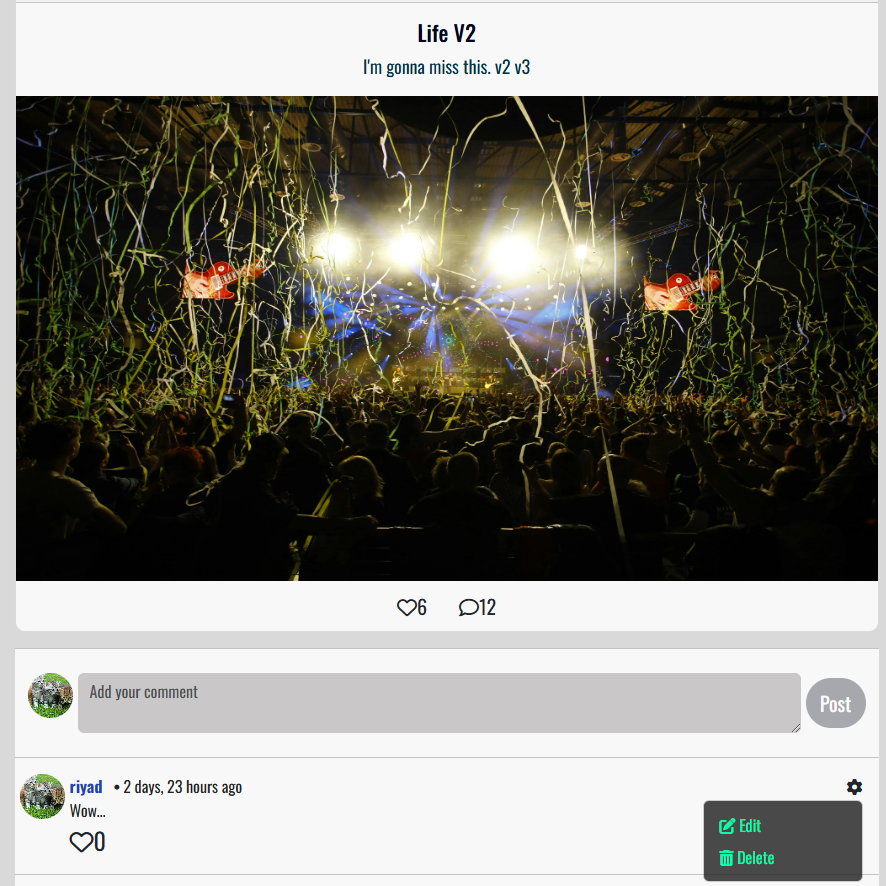 Life V2
I'm gonna miss this. v2 v3
6 12
Add your comment
Post
riyad • 2 days, 23 hours ago
Wow...
0
Edit
Delete